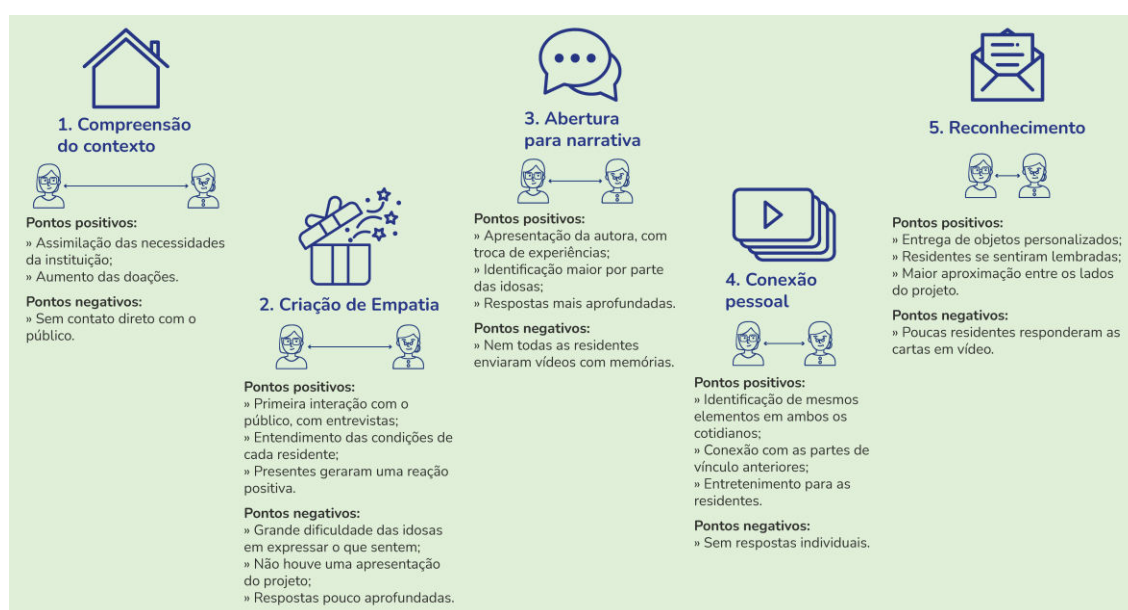 1. Compreensão
do contexto
Pontos positivos:
» Assimilação das necessidades
da instituição;
» Aumento das doações.
Pontos negativos:
» Sem contato direto com o
público.
2. Criação de Empatia
Pontos positivos:
» Primeira interação com o
público, com entrevistas;
» Entendimento das condições de
cada residente;
» Presentes geraram uma reação
positiva.
Pontos negativos:
» Grande dificuldade das idosas
em expressar o que sentem;
» Não houve uma apresentação
do projeto;
» Respostas pouco aprofundadas.
3. Abertura
para narrativa
Pontos positivos:
» Apresentação da autora, com
troca de experiências;
» Identificação maior por parte
das idosas;
» Respostas mais aprofundadas.
Pontos negativos:
» Nem todas as residentes
enviaram vídeos com memórias.
4. Conexão
pessoal
Pontos positivos:
» Identificação de mesmos
elementos em ambos os
cotidianos;
» Conexão com as partes de
vínculo anteriores;
» Entretenimento para as
residentes.
Pontos negativos:
» Sem respostas individuais.
5. Reconhecimento
Pontos positivos:
» Entrega de objetos personalizados;
» Residentes se sentiram lembradas;
» Maior aproximação entre os lados
do projeto.
Pontos negativos:
» Poucas residentes responderam as
cartas em vídeo.